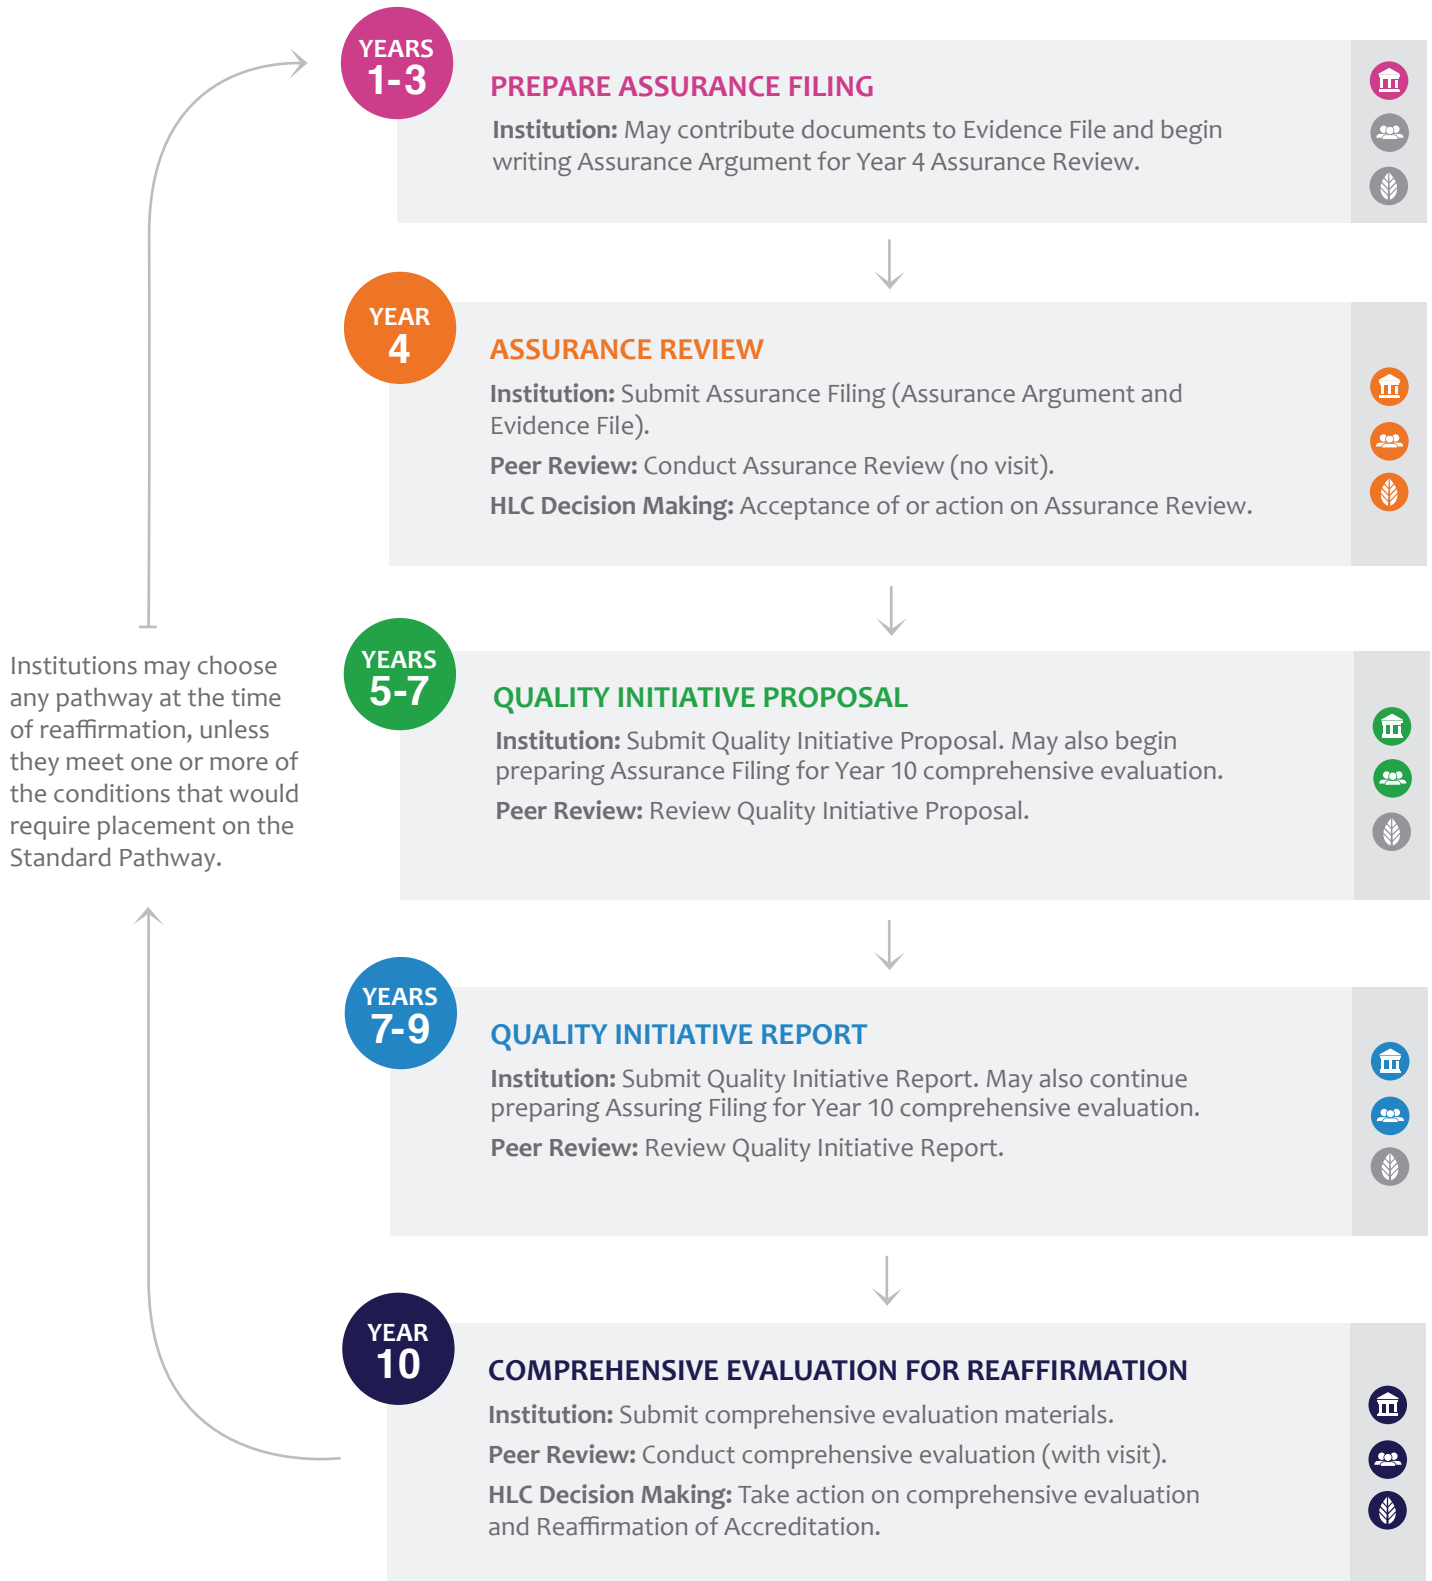 YEARS
1-3
PREPARE ASSURANCE FILING
Institution: May contribute documents to Evidence File and begin
writing Assurance Argument for Year 4 Assurance Review.
YEAR
4
ASSURANCE REVIEW
Institution: Submit Assurance Filing (Assurance Argument and
Evidence File).
Peer Review: Conduct Assurance Review (no visit).
HLC Decision Making: Acceptance of or action on Assurance Review.
Institutions may choose
any pathway at the time
of reaffirmation, unless
they meet one or more of
the conditions that would
require placement on the
Standard Pathway.
YEARS
5-7
QUALITY INITIATIVE PROPOSAL
Institution: Submit Quality Initiative Proposal. May also begin
preparing Assurance Filing for Year 10 comprehensive evaluation.
Peer Review: Review Quality Initiative Proposal.
YEARS
7-9
QUALITY INITIATIVE REPORT
Institution: Submit Quality Initiative Report. May also continue
preparing Assuring Filing for Year 10 comprehensive evaluation.
Peer Review: Review Quality Initiative Report.
YEAR
10
COMPREHENSIVE EVALUATION FOR REAFFIRMATION
Institution: Submit comprehensive evaluation materials.
Peer Review: Conduct comprehensive evaluation (with visit).
HLC Decision Making: Take action on comprehensive evaluation
and Reaffirmation of Accreditation.